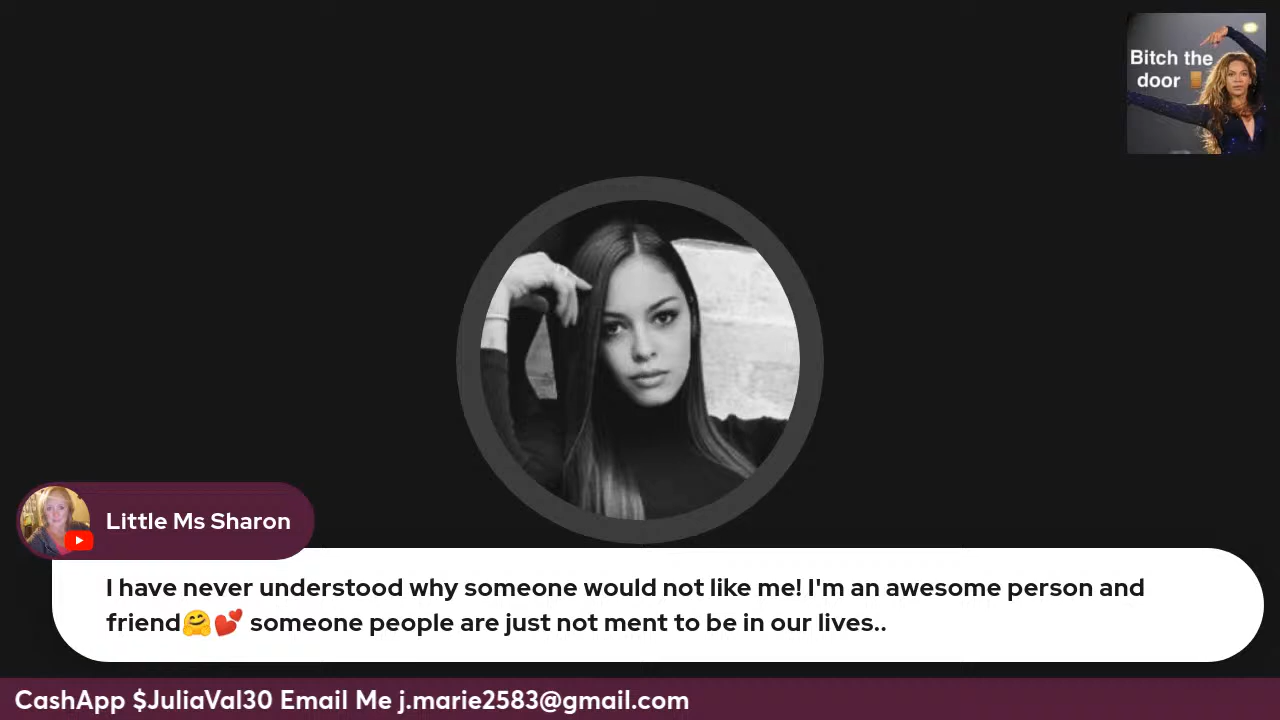 Bitch the
door 🚪
Little Ms Sharon
I have never understood why someone would not like me! I'm an awesome person and
friend🤗💕 someone people are just not ment to be in our lives..
CashApp $JuliaVal30 Email Me j.marie2583@gmail.com